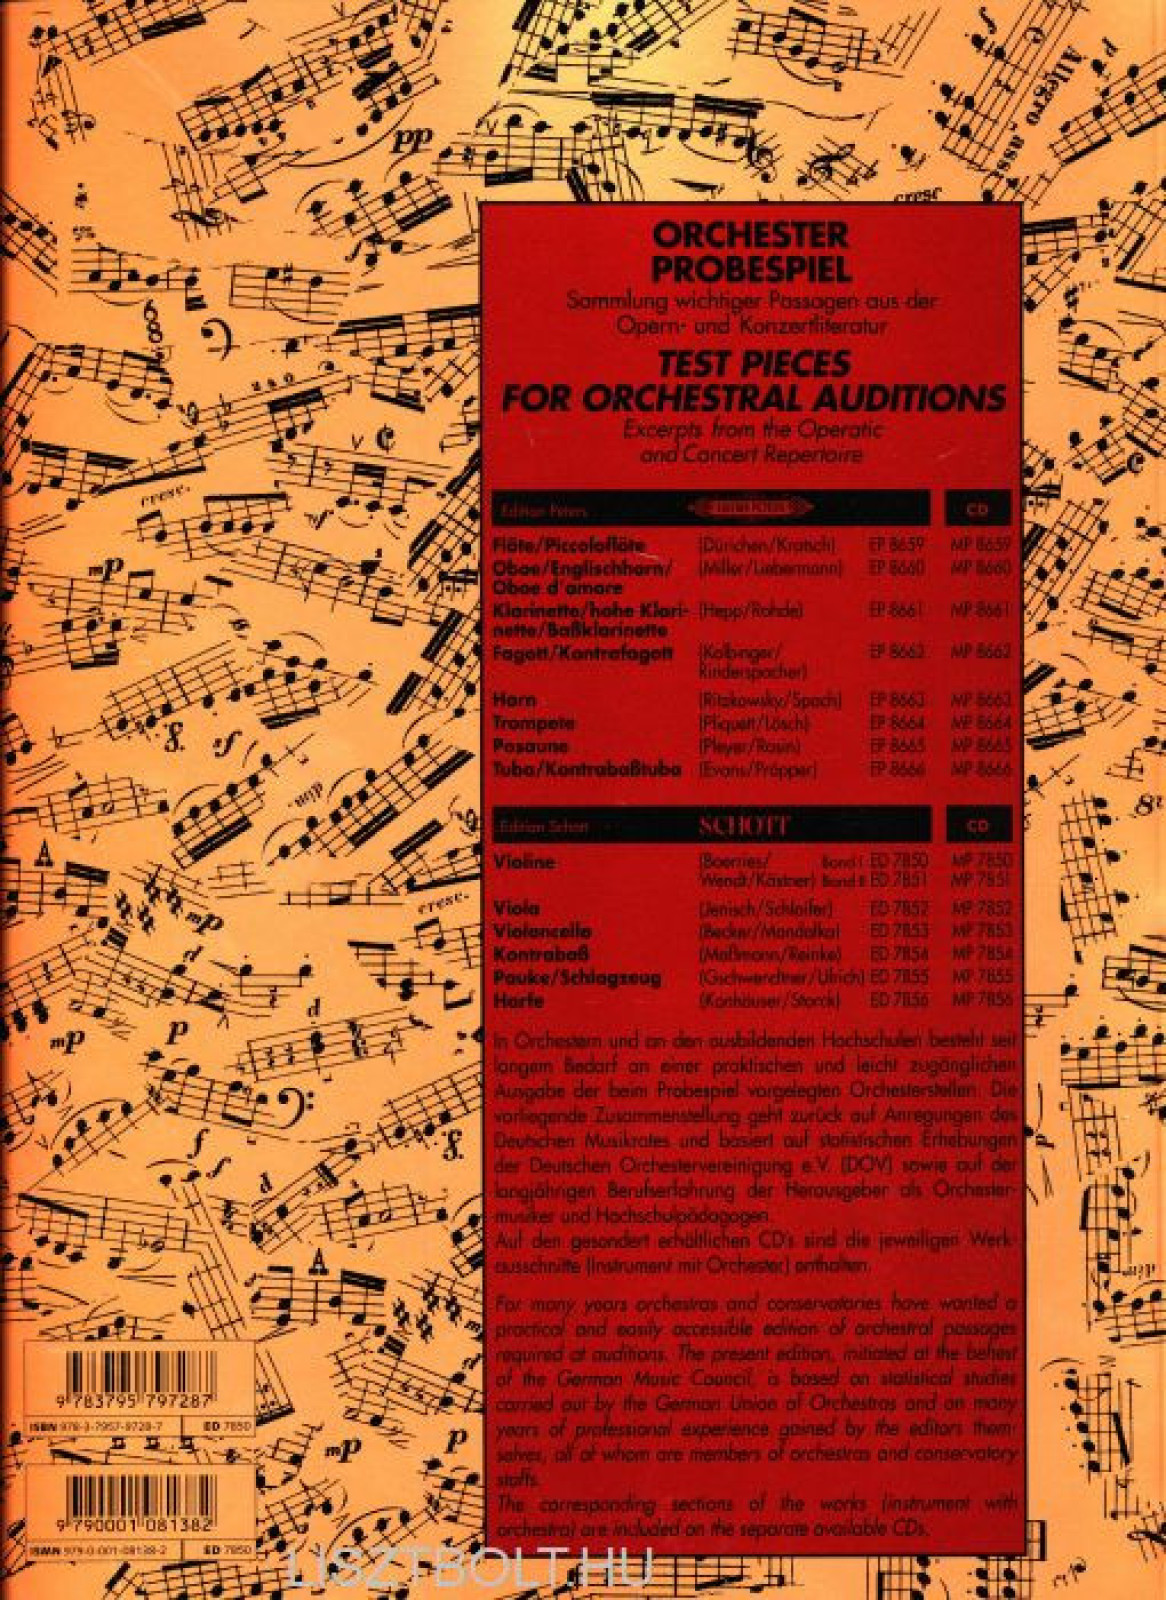 pp
Allegro assa
p
cresc
ORCHESTER
PROBESPIEL
Sammlung wichtiger Passagen aus der
Opern- und Konzertliteratur
TEST PIECES
FOR ORCHESTRAL AUDITIONS
Excerpts from the Operatic
and Concert Repertoire
Edition Peters EDITION PETERS CD
Flöte/Piccoloflöte (Dürichen/Kratsch) EP 8659 MP 8659
Oboe/Englischhorn/ (Miller/Liebermann) EP 8660 MP 8660
Oboe d'amore
Klarinette/hohe Klari- (Hepp/Rohde) EP 8661 MP 8661
nette/Baßklarinette
Fagott/Kontrafagott (Kolbinger/ EP 8662 MP 8662
Rinderspacher)
Horn (Ritzkowsky/Spach) EP 8663 MP 8663
Trompete (Pliquett/Lösch) EP 8664 MP 8664
Posaune (Pleyer/Rosin) EP 8665 MP 8665
Tuba/Kontrabaßtuba (Evans/Präpper) EP 8666 MP 8666
Edition Schott SCHOTT CD
Violine (Boerries/ Band I ED 7850 MP 7850
Wendt/Kästner) Band II ED 7851 MP 7851
Viola (Jenisch/Schloifer) ED 7852 MP 7852
Violoncello (Becker/Mandalka) ED 7853 MP 7853
Kontrabaß (Maßmann/Reinke) ED 7854 MP 7854
Pauke/Schlagzeug (Gschwendtner/Ulrich) ED 7855 MP 7855
Harfe (Konhäuser/Storck) ED 7856 MP 7856
In Orchestern und an den ausbildenden Hochschulen besteht seit
langem Bedarf an einer praktischen und leicht zugänglichen
Ausgabe der beim Probespiel vorgelegten Orchesterstellen. Die
vorliegende Zusammenstellung geht zurück auf Anregungen des
Deutschen Musikrates und basiert auf statistischen Erhebungen
der Deutschen Orchestervereinigung e.V. (DOV) sowie auf der
langjährigen Berufserfahrung der Herausgeber als Orchester-
musiker und Hochschulpädagogen.
Auf den gesondert erhältlichen CD's sind die jeweiligen Werk-
ausschnitte (Instrument mit Orchester) enthalten.
For many years orchestras and conservatories have wanted a
practical and easily accessible edition of orchestral passages
required at auditions. The present edition, initiated at the behest
of the German Music Council, is based on statistical studies
carried out by the German Union of Orchestras and on many
years of professional experience gained by the editors them-
selves, all of whom are members of orchestras and conservatory
staffs.
The corresponding sections of the works (instrument with
orchestra) are included on the separate available CDs.
cresc.
mp
A
mp
cresc.
mp
p
A
mp
p
9 783795 797287
ISBN 978-3-7957-9728-7 ED 7850
9 790001 081382
ISMN 979-0-001-08138-2 ED 7850
LISZTBOLT.HU